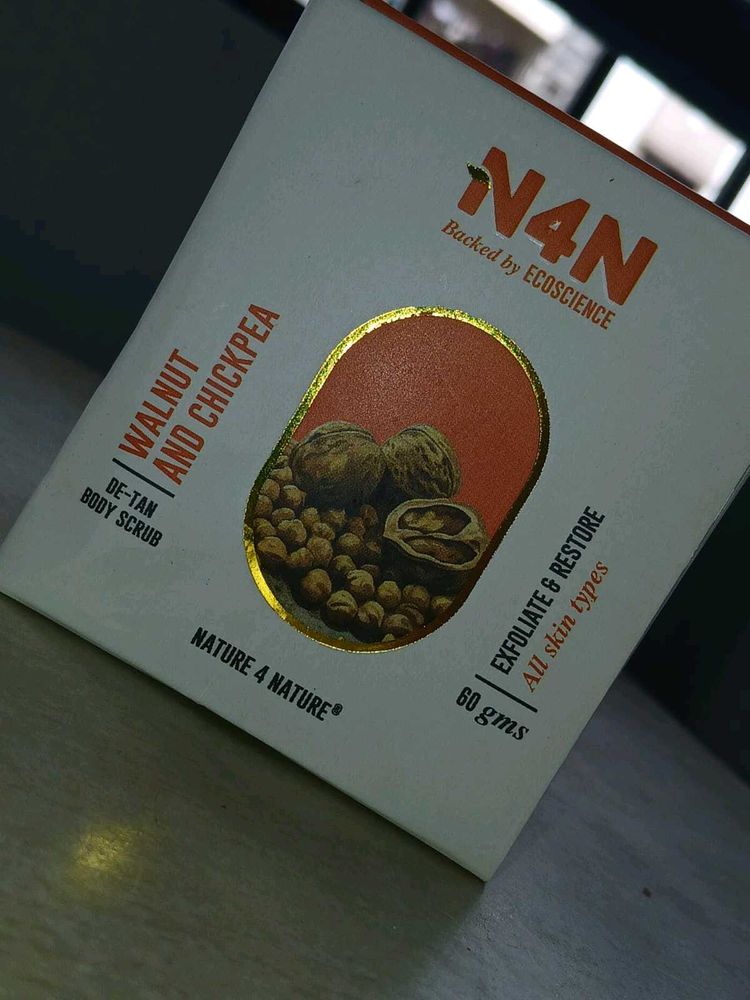 N4N
Backed by ECOSCIENCE
WALNUT
AND CHICKPEA
DE-TAN
BODY SCRUB
EXFOLIATE & RESTORE
All skin types
60 gms
NATURE 4 NATURE®